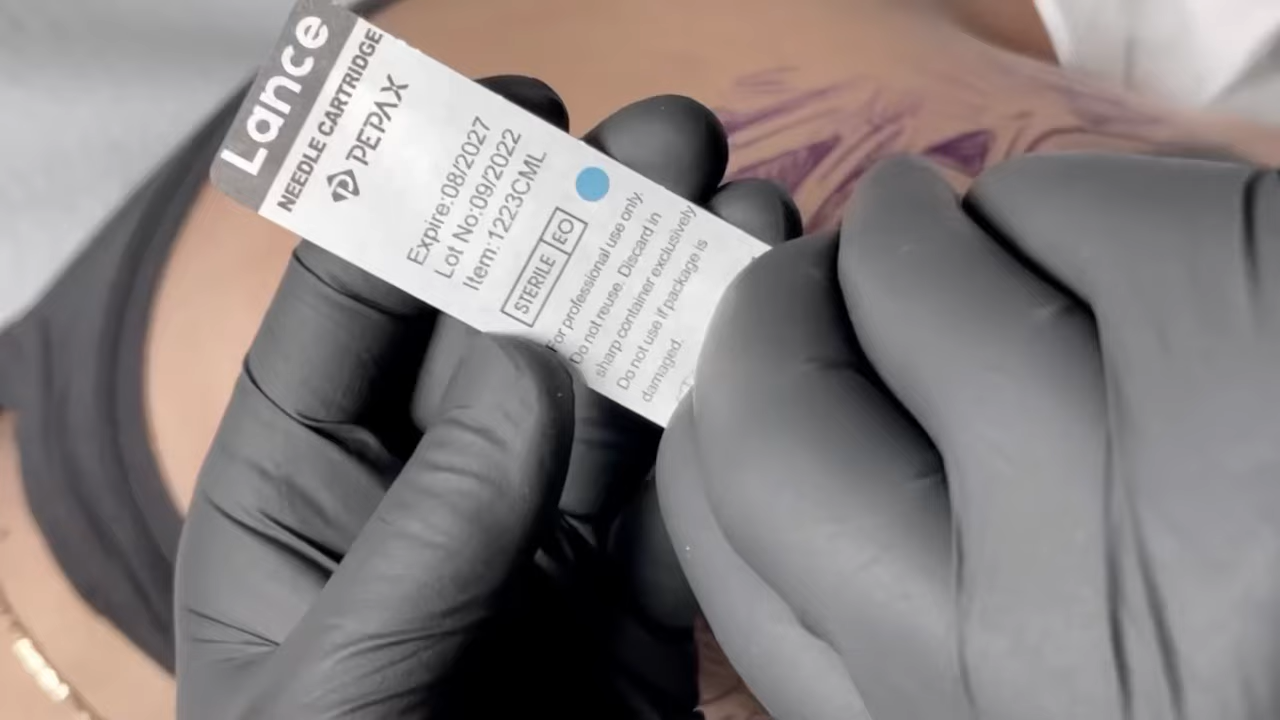 Lance
NEEDLE CARTRIDGE
PEPAX
Expire:08/2027
Lot No:09/2022
Item:1223CML
STERILE EO
For professional use only.
Do not reuse. Discard in
sharp container exclusively
Do not use if package is
damaged.